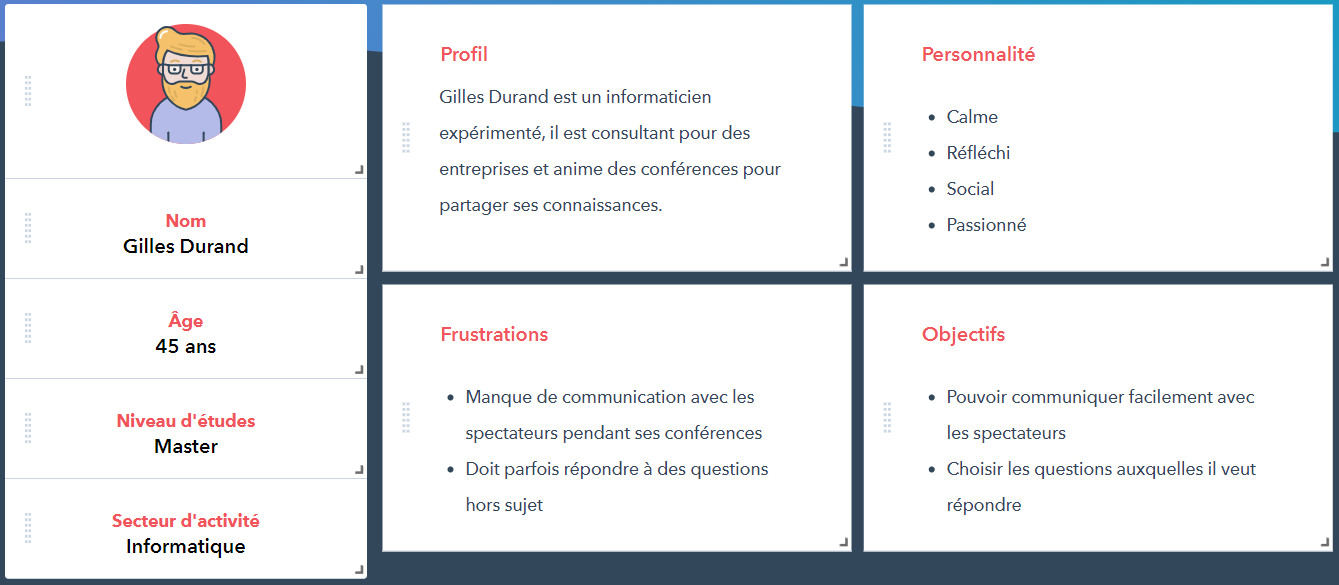 Nom
Gilles Durand
Âge
45 ans
Niveau d'études
Master
Secteur d'activité
Informatique
Profil
Gilles Durand est un informaticien
expérimenté, il est consultant pour des
entreprises et anime des conférences pour
partager ses connaissances.
Personnalité
• Calme
• Réfléchi
• Social
• Passionné
Frustrations
• Manque de communication avec les
spectateurs pendant ses conférences
• Doit parfois répondre à des questions
hors sujet
Objectifs
• Pouvoir communiquer facilement avec
les spectateurs
• Choisir les questions auxquelles il veut
répondre